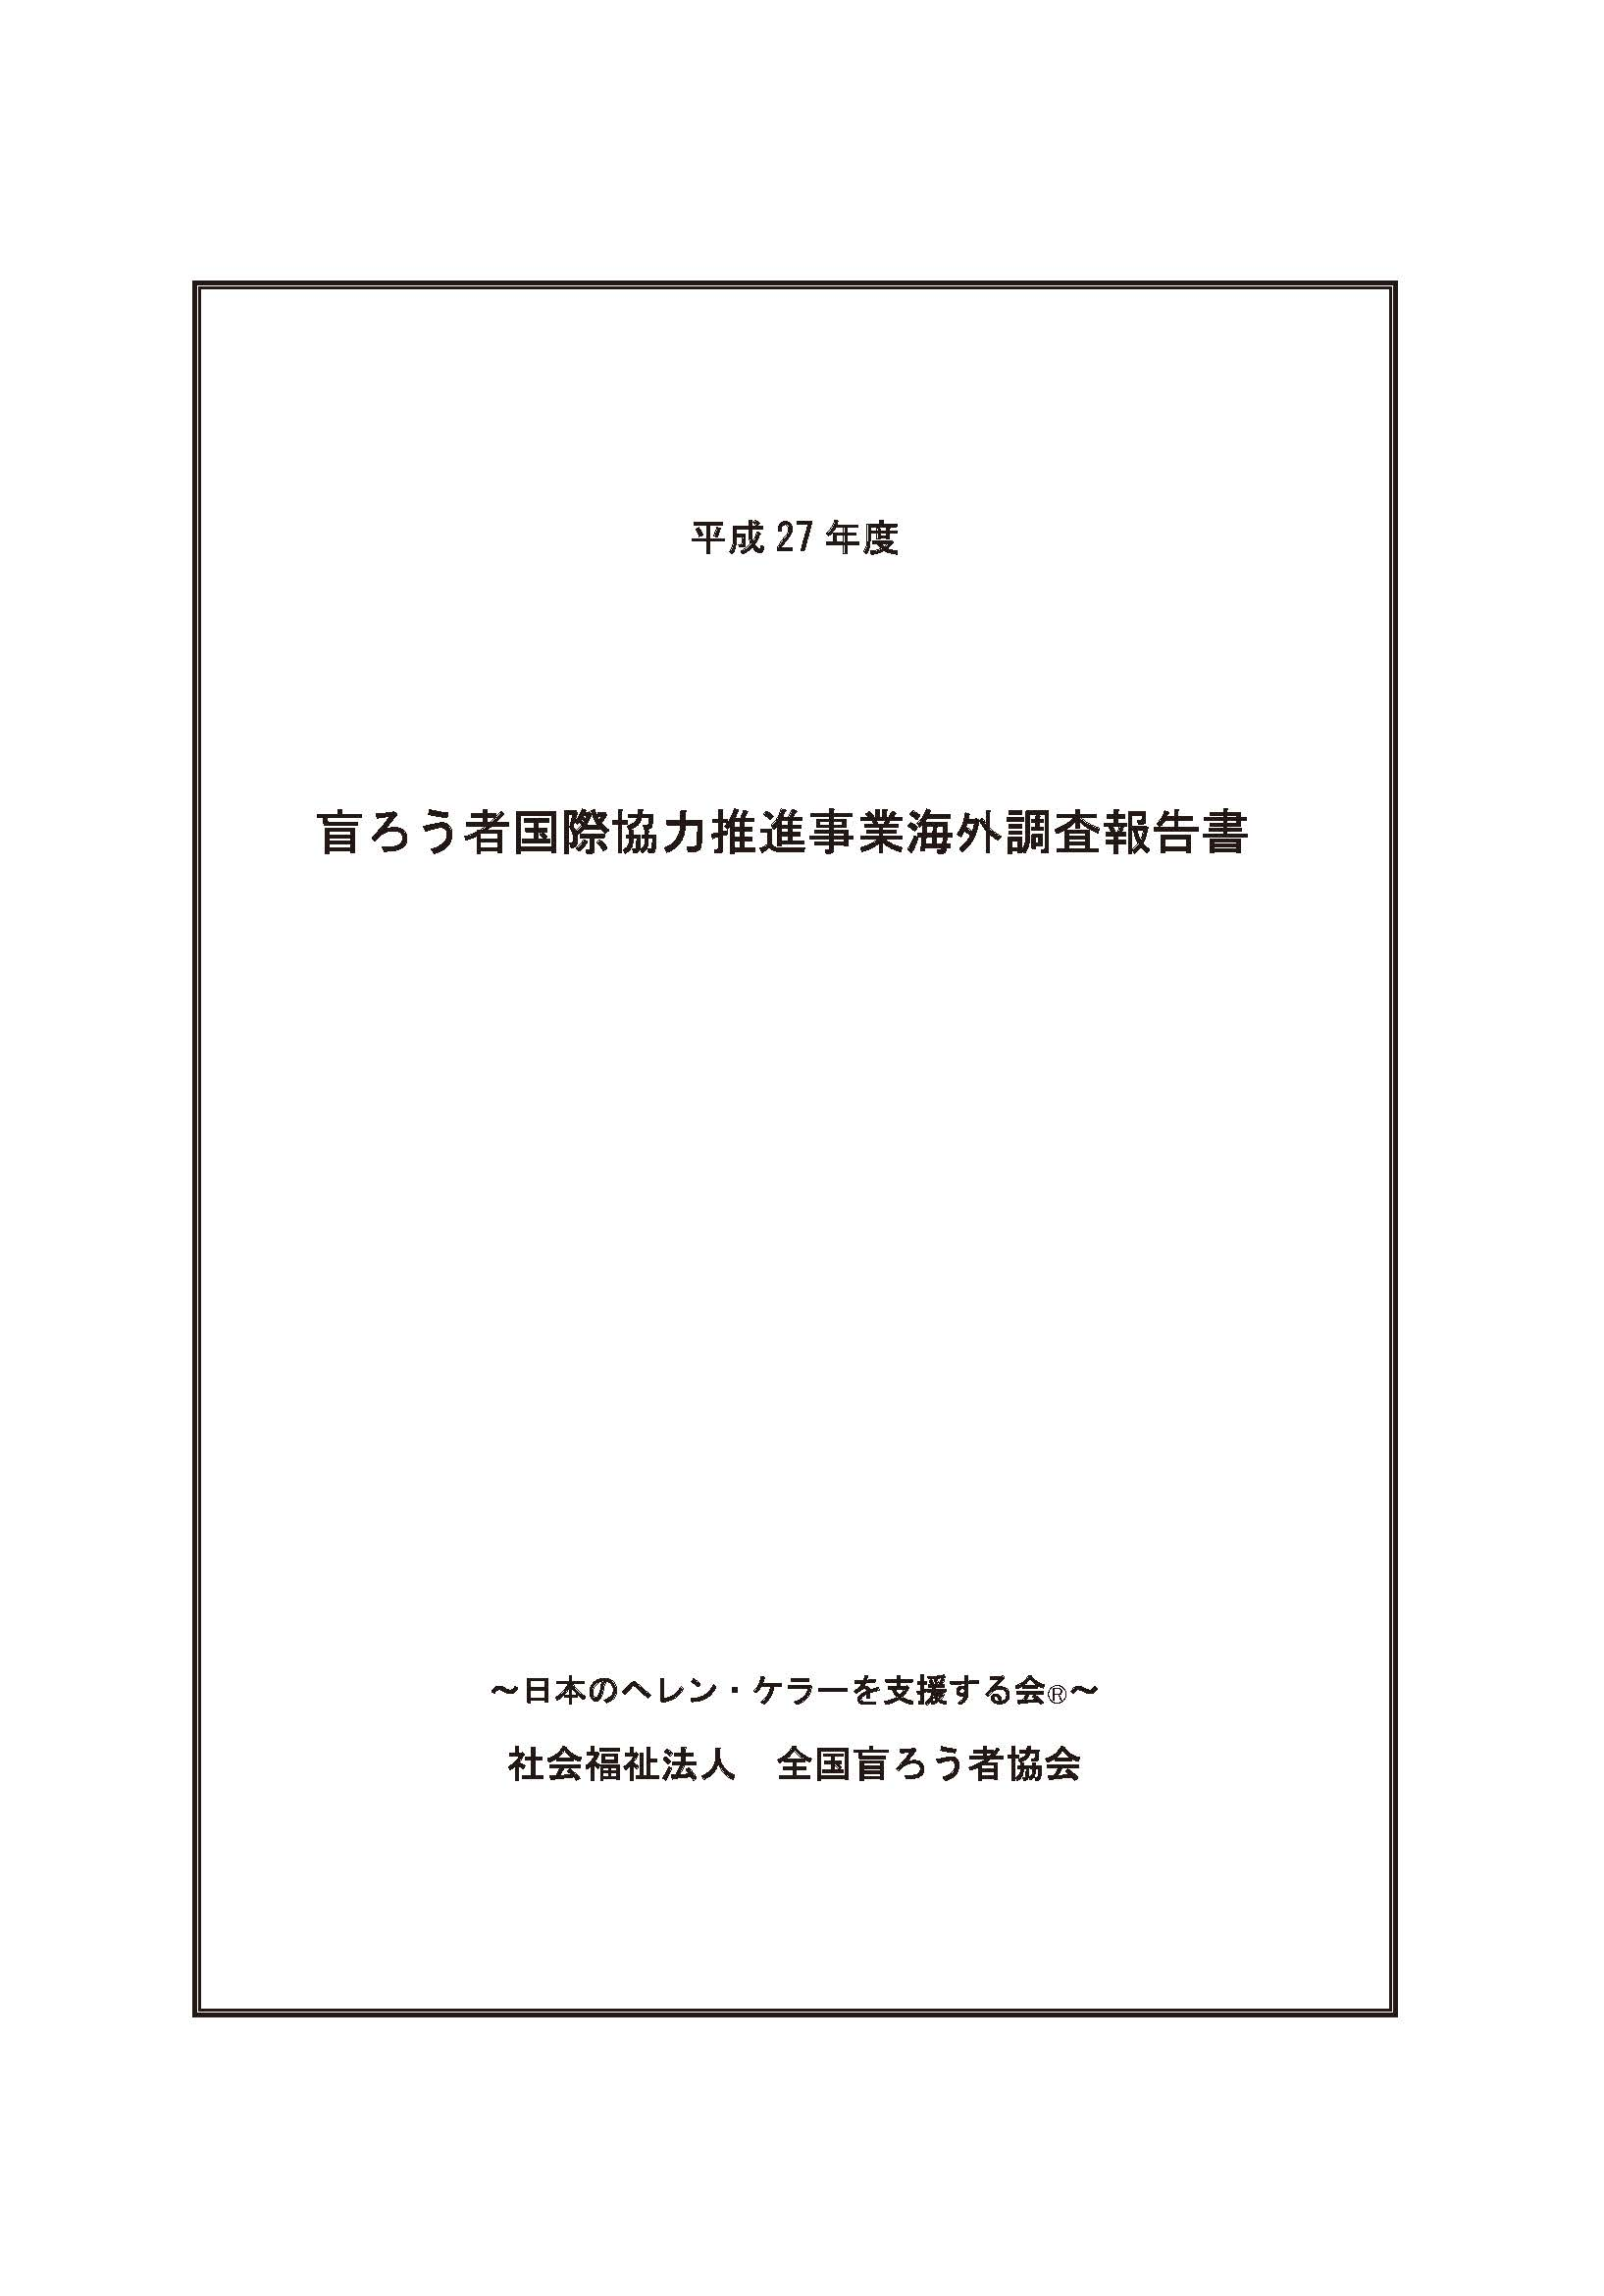 平成 27 年度
盲ろう者国際協力推進事業海外調査報告書
～日本のヘレン・ケラーを支援する会®～
社会福祉法人　全国盲ろう者協会